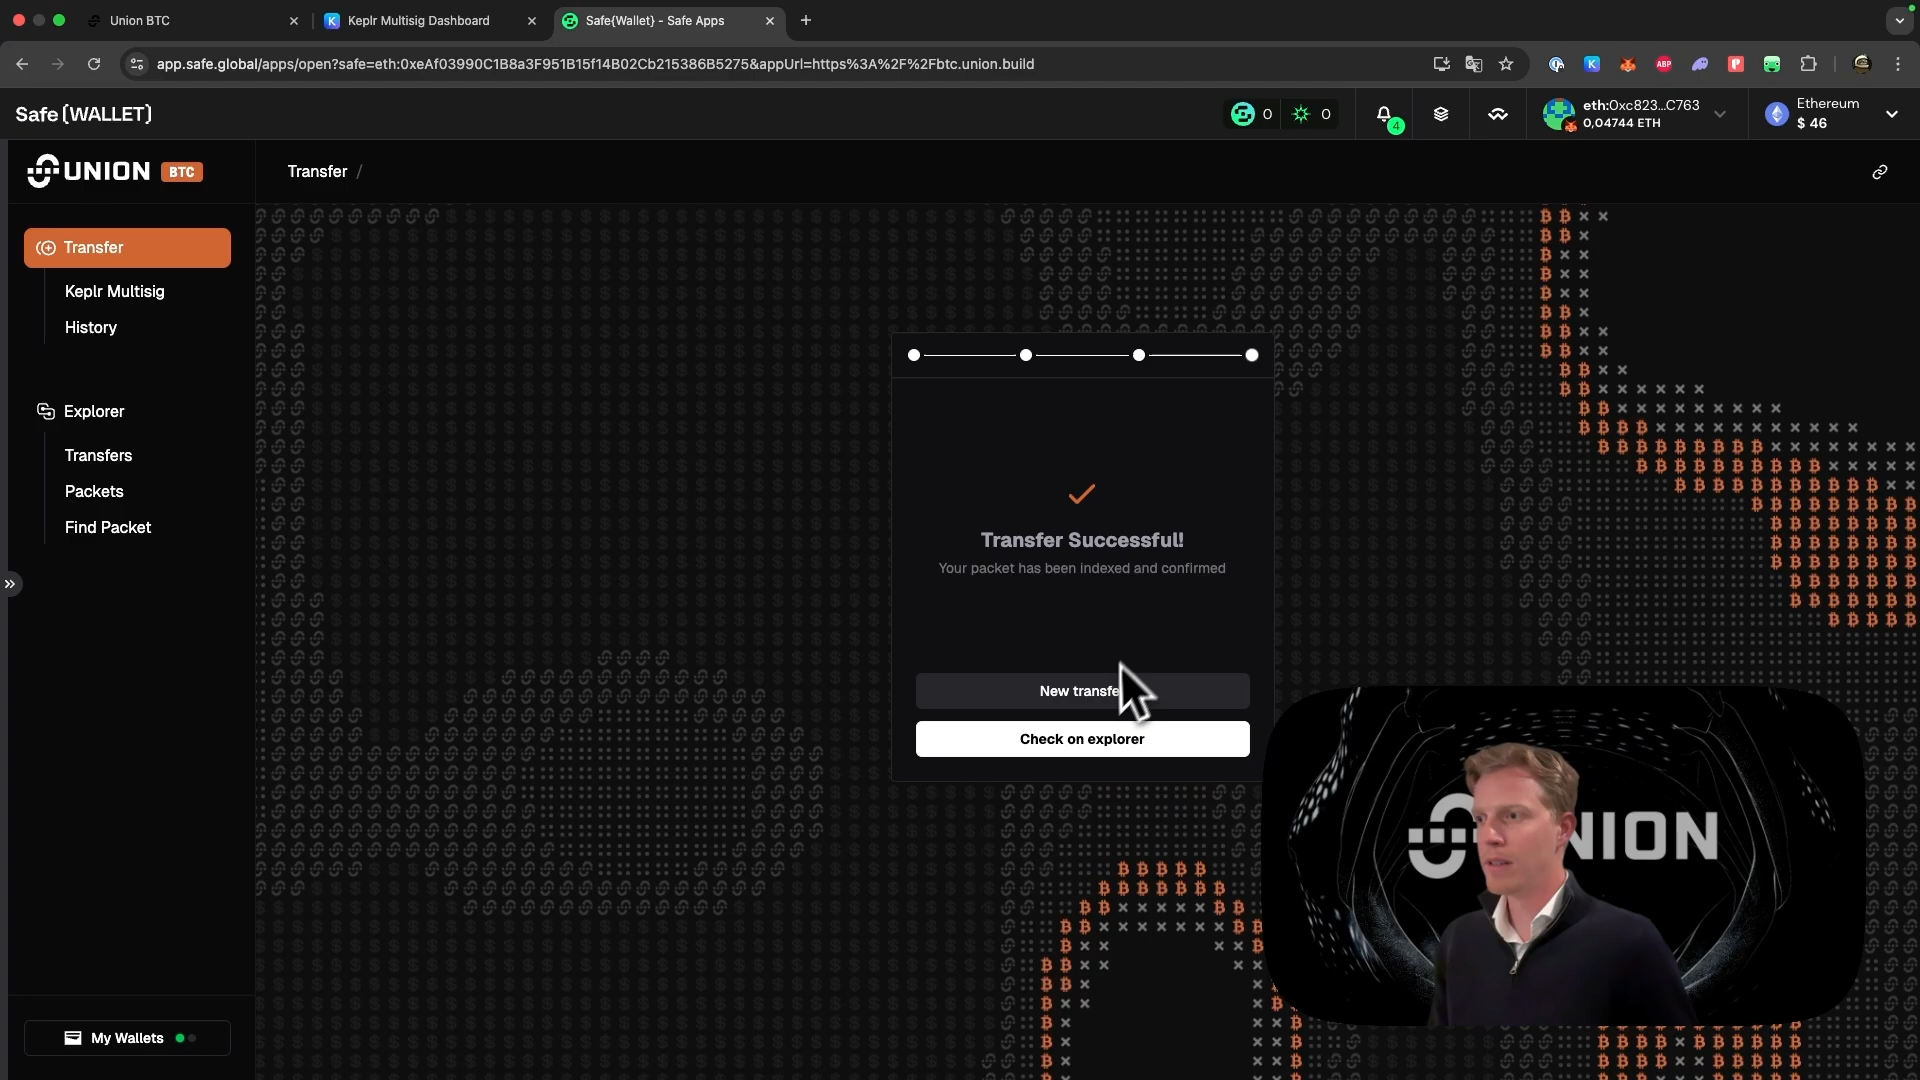 Union BTC
Keplr Multisig Dashboard
Safe{Wallet} - Safe Apps
app.safe.global/apps/open?safe=eth:0xeAf03990C1B8a3F951B15f14B02Cb215386B5275&appUrl=https%3A%2F%2Fbtc.union.build
ABP
Safe{WALLET}
0
0
4
eth:0xc823...C763
0,04744 ETH
Ethereum
$ 46
UNION BTC
Transfer /
Transfer
Keplr Multisig
History
Explorer
Transfers
Packets
Find Packet
Transfer Successful!
Your packet has been indexed and confirmed
New transfe
Check on explorer
My Wallets
NION